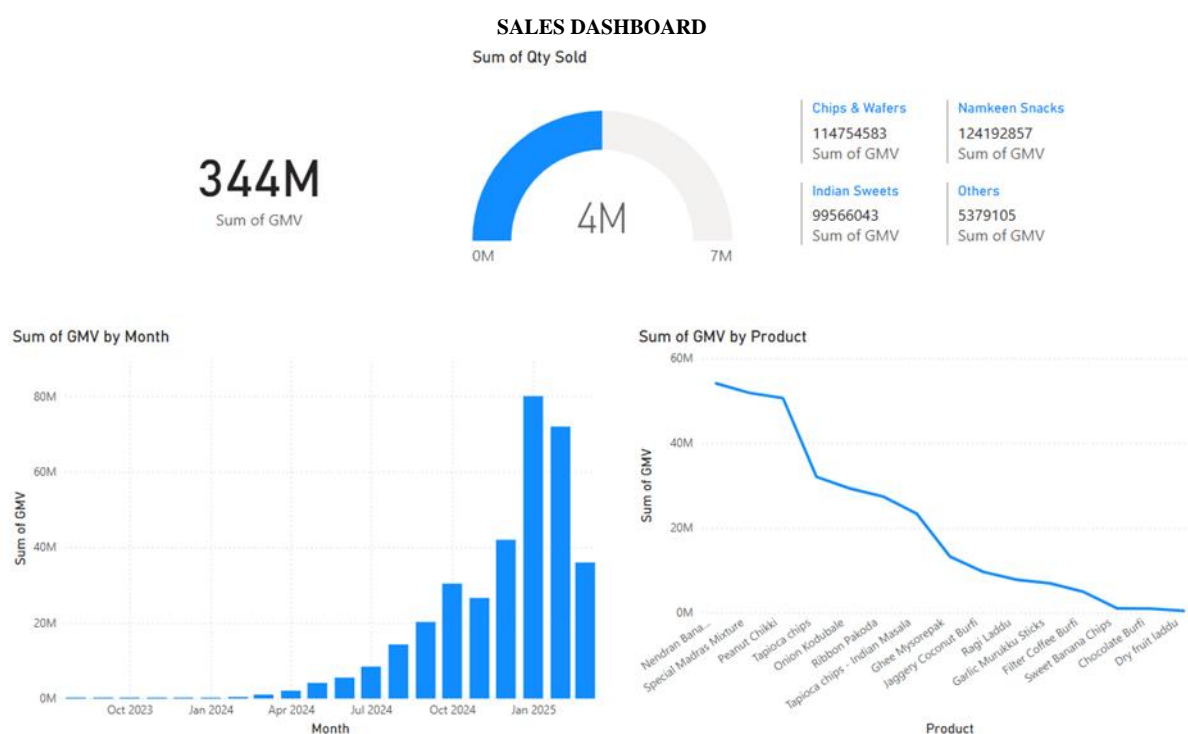 SALES DASHBOARD
Sum of Qty Sold
344M
Sum of GMV
4M
0M
7M
Chips & Wafers
114754583
Sum of GMV
Namkeen Snacks
124192857
Sum of GMV
Indian Sweets
99566043
Sum of GMV
Others
5379105
Sum of GMV
Sum of GMV by Month
Sum of GMV
80M
60M
40M
20M
0M
Oct 2023
Jan 2024
Apr 2024
Jul 2024
Oct 2024
Jan 2025
Month
Sum of GMV by Product
Sum of GMV
60M
40M
20M
0M
Nendran Bana...
Special Madras Mixture
Peanut Chikki
Tapioca chips
Onion Kodubale
Ribbon Pakoda
Tapioca chips - Indian Masala
Ghee Mysorepak
Jaggery Coconut Burfi
Ragi Laddu
Garlic Murukku Sticks
Filter Coffee Burfi
Sweet Banana Chips
Chocolate Burfi
Dry fruit laddu
Product